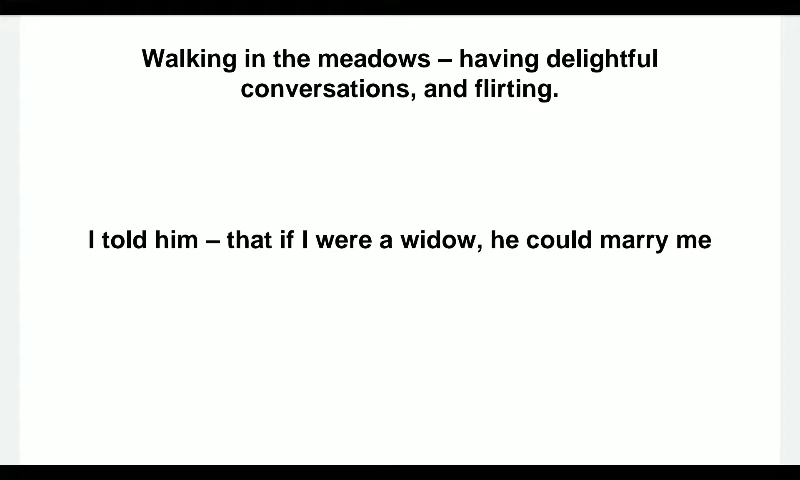 Walking in the meadows – having delightful
conversations, and flirting.
I told him – that if I were a widow, he could marry me